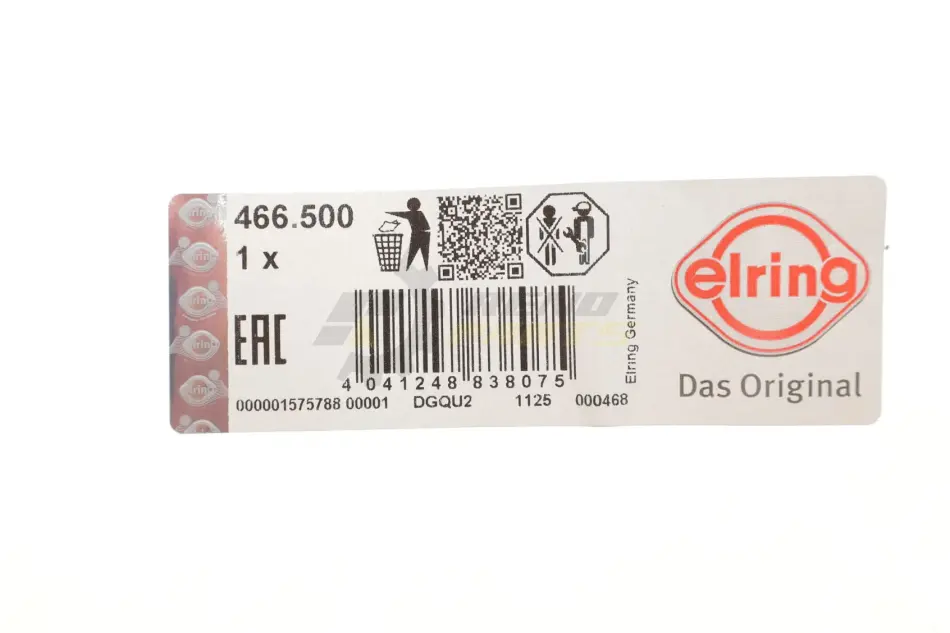 466.500
1 x
EAC
4 041248 838075
000001575788 00001 DGQU2 1125 000468
Elring Germany
elring
Das Original